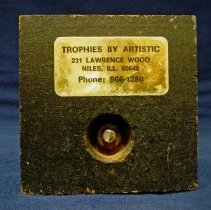 TROPHIES BY ARTISTIC
231 LAWRENCE WOOD
NILES, ILL. 60648
Phone: 966-1280